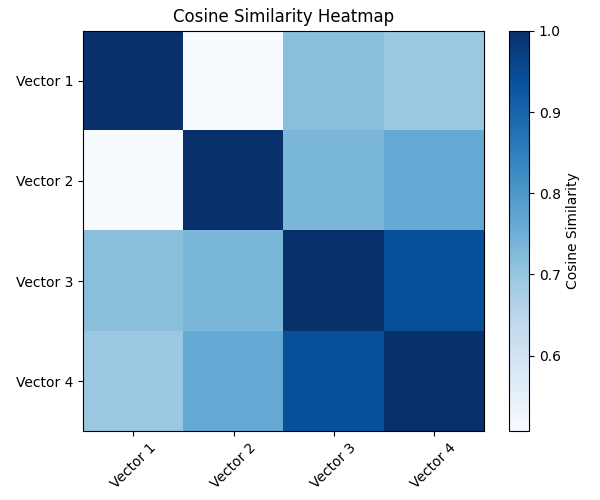 Cosine Similarity Heatmap
Vector 1
Vector 2
Vector 3
Vector 4
Vector 1
Vector 2
Vector 3
Vector 4
1.0
0.9
0.8
0.7
0.6
Cosine Similarity